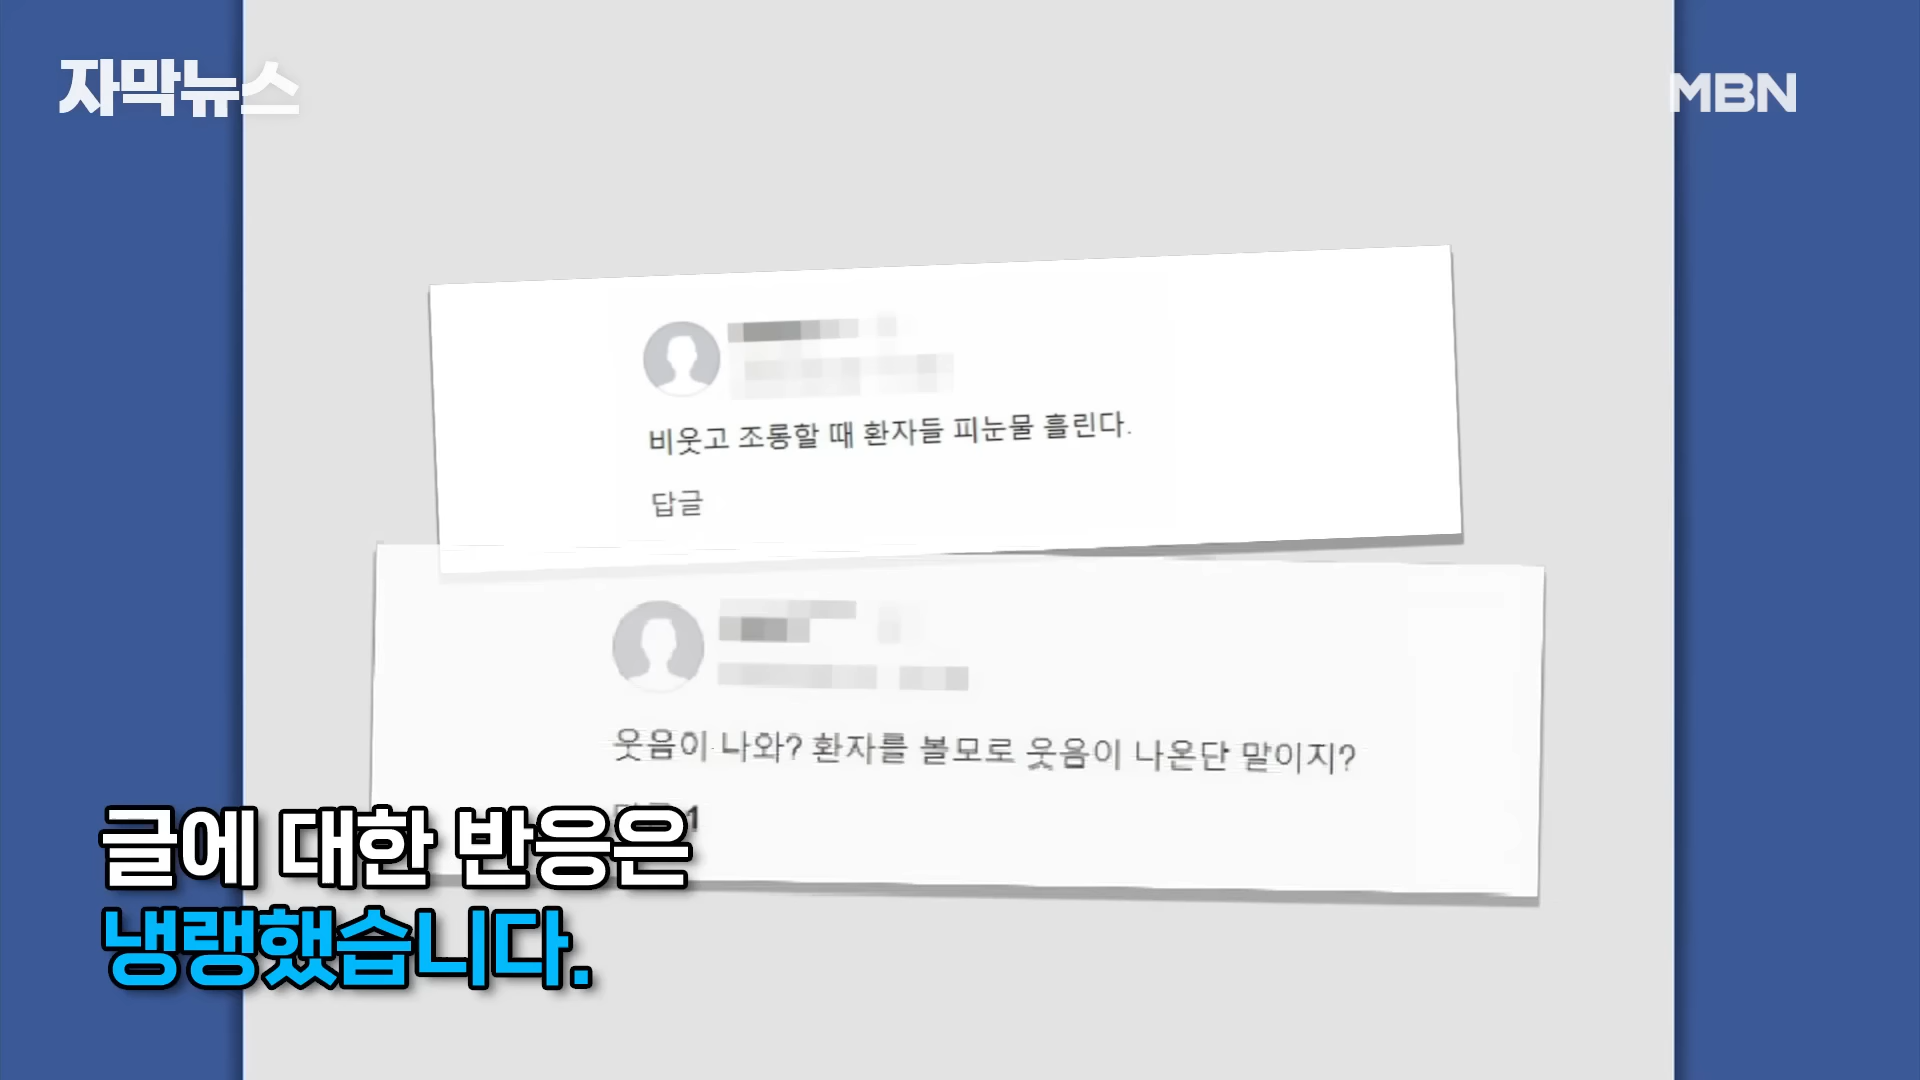 자막뉴스
MBN
비웃고 조롱할 때 환자들 피눈물 흘린다.
답글
웃음이 나와? 환자를 볼모로 웃음이 나온단 말이지?
1
글에 대한 반응은
냉랭했습니다.